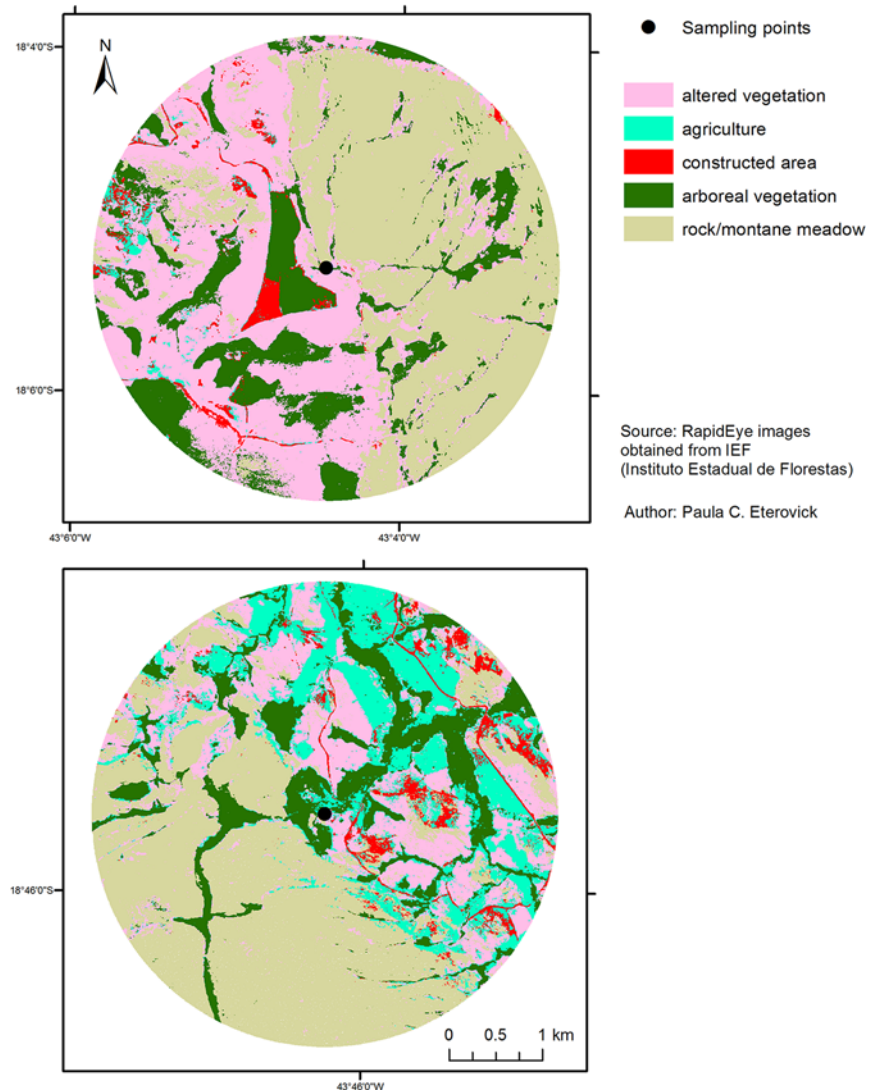 18°4'0"S
N
18°6'0"S
43°6'0"W
43°4'0"W
Sampling points
altered vegetation
agriculture
constructed area
arboreal vegetation
rock/montane meadow
Source: RapidEye images
obtained from IEF
(Instituto Estadual de Florestas)
Author: Paula C. Eterovick
18°46'0"S
0 0.5 1 km
43°46'0"W